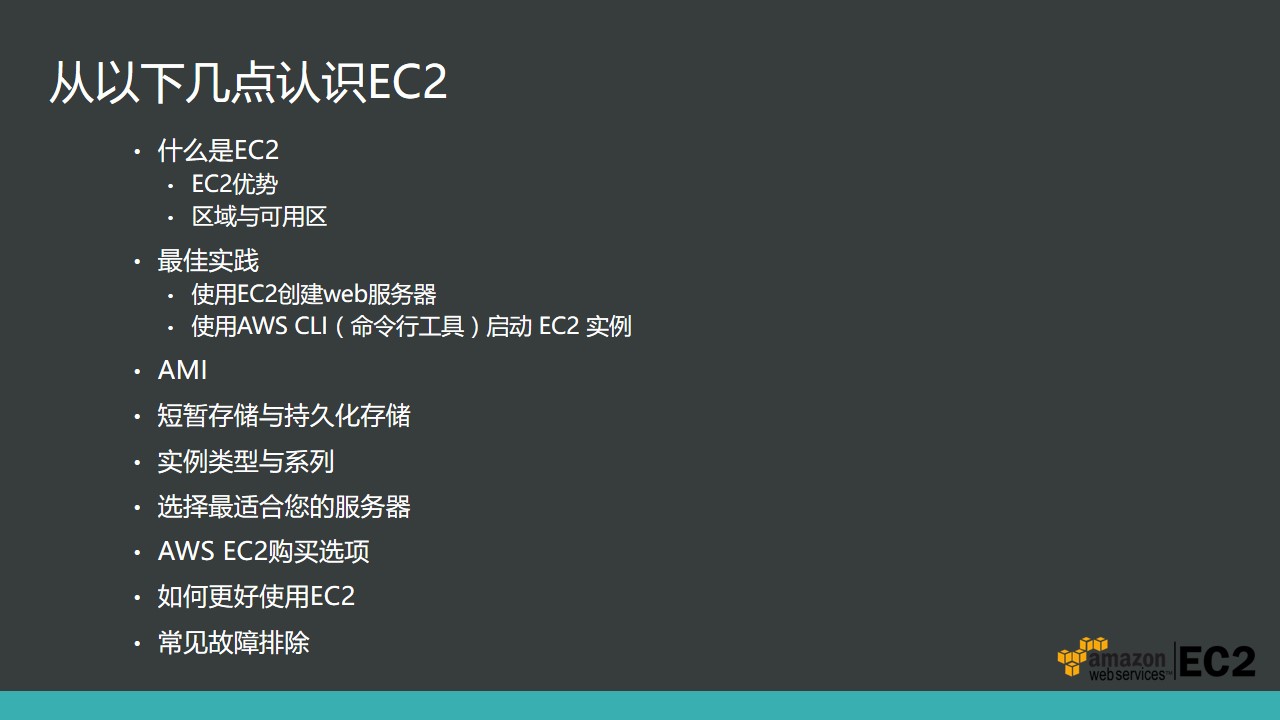 从以下几点认识EC2
• 什么是EC2
• EC2优势
• 区域与可用区
• 最佳实践
• 使用EC2创建web服务器
• 使用AWS CLI（命令行工具）启动 EC2 实例
• AMI
• 短暂存储与持久化存储
• 实例类型与系列
• 选择最适合您的服务器
• AWS EC2购买选项
• 如何更好使用EC2
• 常见故障排除
amazon
webservices™
EC2